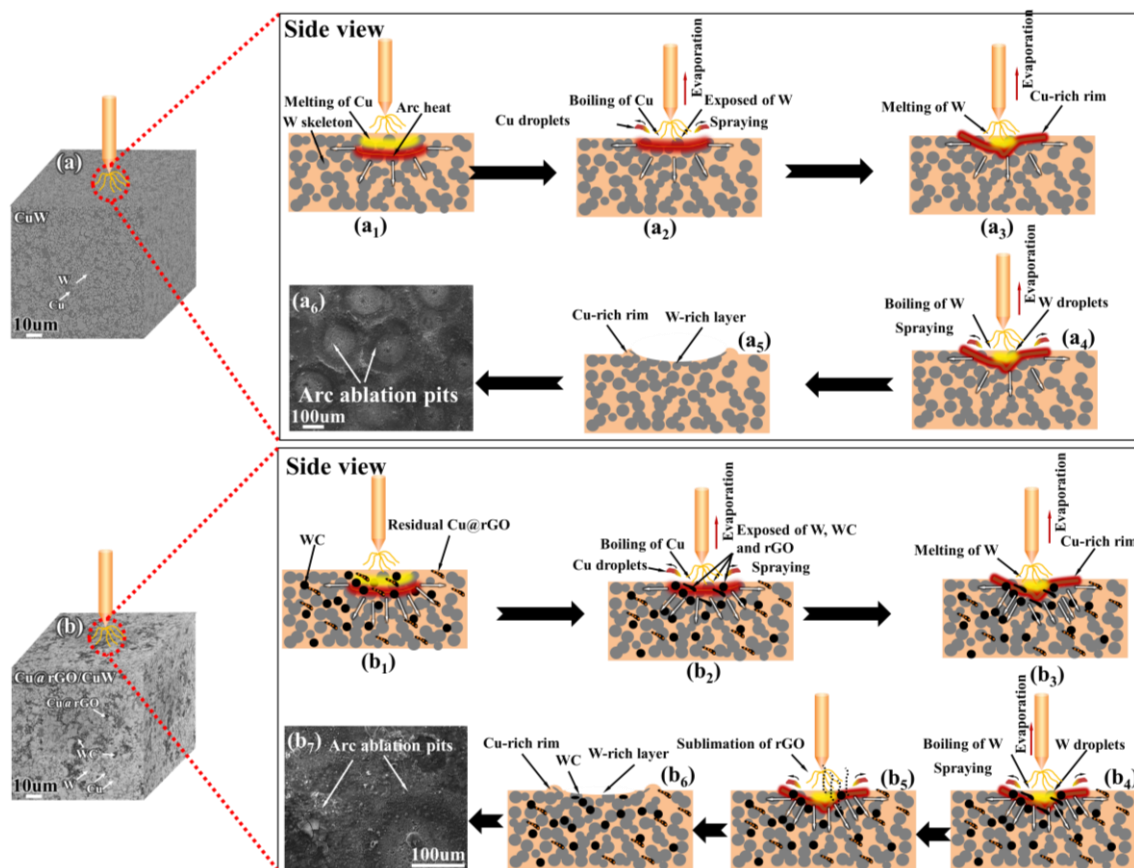 Side view
(a)
CuW
W
Cu
10um
Melting of Cu
W skeleton
Arc heat
(a1)
Evaporation
Boiling of Cu
Exposed of W
Cu droplets
Spraying
(a2)
Evaporation
Melting of W
Cu-rich rim
(a3)
Evaporation
Boiling of W
W droplets
Spraying
(a4)
Cu-rich rim
W-rich layer
(a5)
(a6)
Arc ablation pits
100um
Side view
(b)
Cu@rGO/CuW
Cu@rGO
WC
W
Cu
10um
WC
Residual Cu@rGO
(b1)
Evaporation
Exposed of W, WC
and rGO
Boiling of Cu
Cu droplets
Spraying
(b2)
Evaporation
Melting of W
Cu-rich rim
(b3)
Evaporation
Boiling of W
W droplets
Spraying
(b4)
Sublimation of rGO
(b5)
Cu-rich rim
WC
W-rich layer
(b6)
(b7)
Arc ablation pits
100um